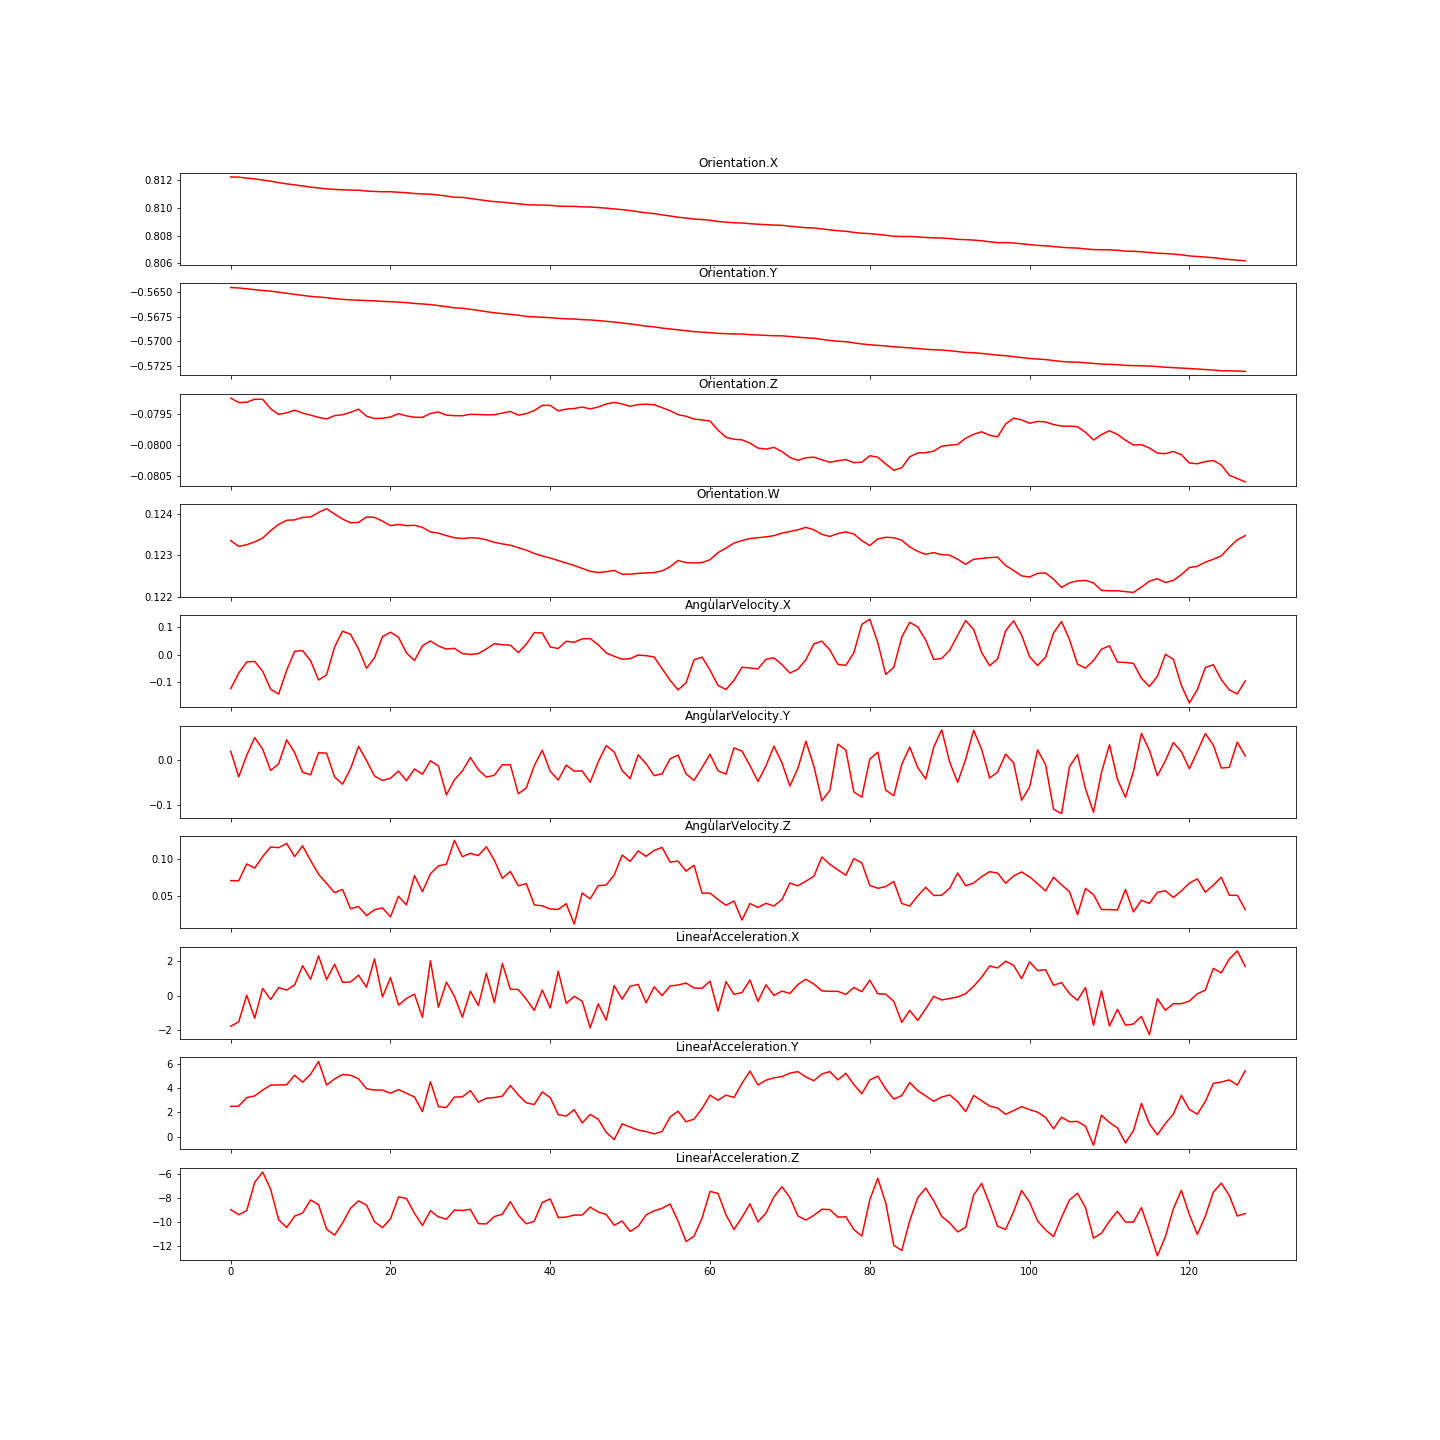 Orientation.X
0.812
0.810
0.808
0.806
Orientation.Y
−0.5650
−0.5675
−0.5700
−0.5725
Orientation.Z
−0.0795
−0.0800
−0.0805
Orientation.W
0.124
0.123
0.122
AngularVelocity.X
0.1
0.0
−0.1
AngularVelocity.Y
0.0
−0.1
AngularVelocity.Z
0.10
0.05
LinearAcceleration.X
2
0
−2
LinearAcceleration.Y
6
4
2
0
LinearAcceleration.Z
−6
−8
−10
−12
0 20 40 60 80 100 120